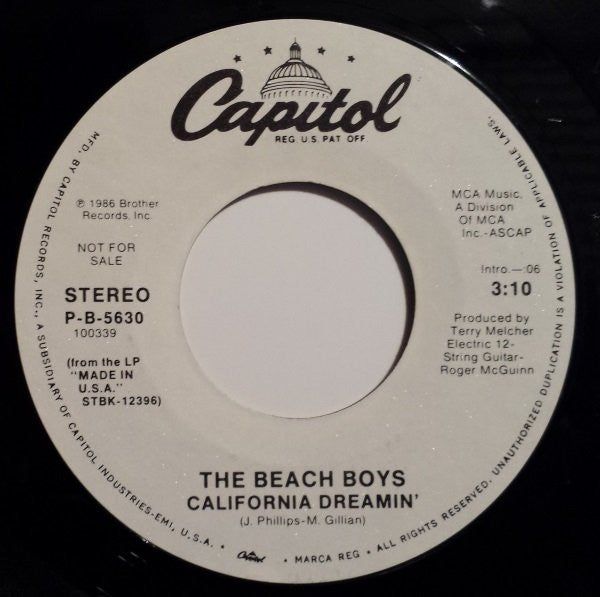 Capitol
REG. U.S. PAT. OFF.
℗ 1986 Brother
Records, Inc.
NOT FOR
SALE
STEREO
P-B-5630
100339
(from the LP
"MADE IN
U.S.A."
STBK-12396)
MCA Music,
A Division
Of MCA
Inc.-ASCAP
Intro.—:06
3:10
Produced by
Terry Melcher
Electric 12-
String Guitar-
Roger McGuinn
THE BEACH BOYS
CALIFORNIA DREAMIN'
(J. Phillips-M. Gillian)
MFD. BY CAPITOL RECORDS, INC., A SUBSIDIARY OF CAPITOL INDUSTRIES-EMI, U.S.A. • Capitol • MARCA REG • ALL RIGHTS RESERVED. UNAUTHORIZED DUPLICATION IS A VIOLATION OF APPLICABLE LAWS.